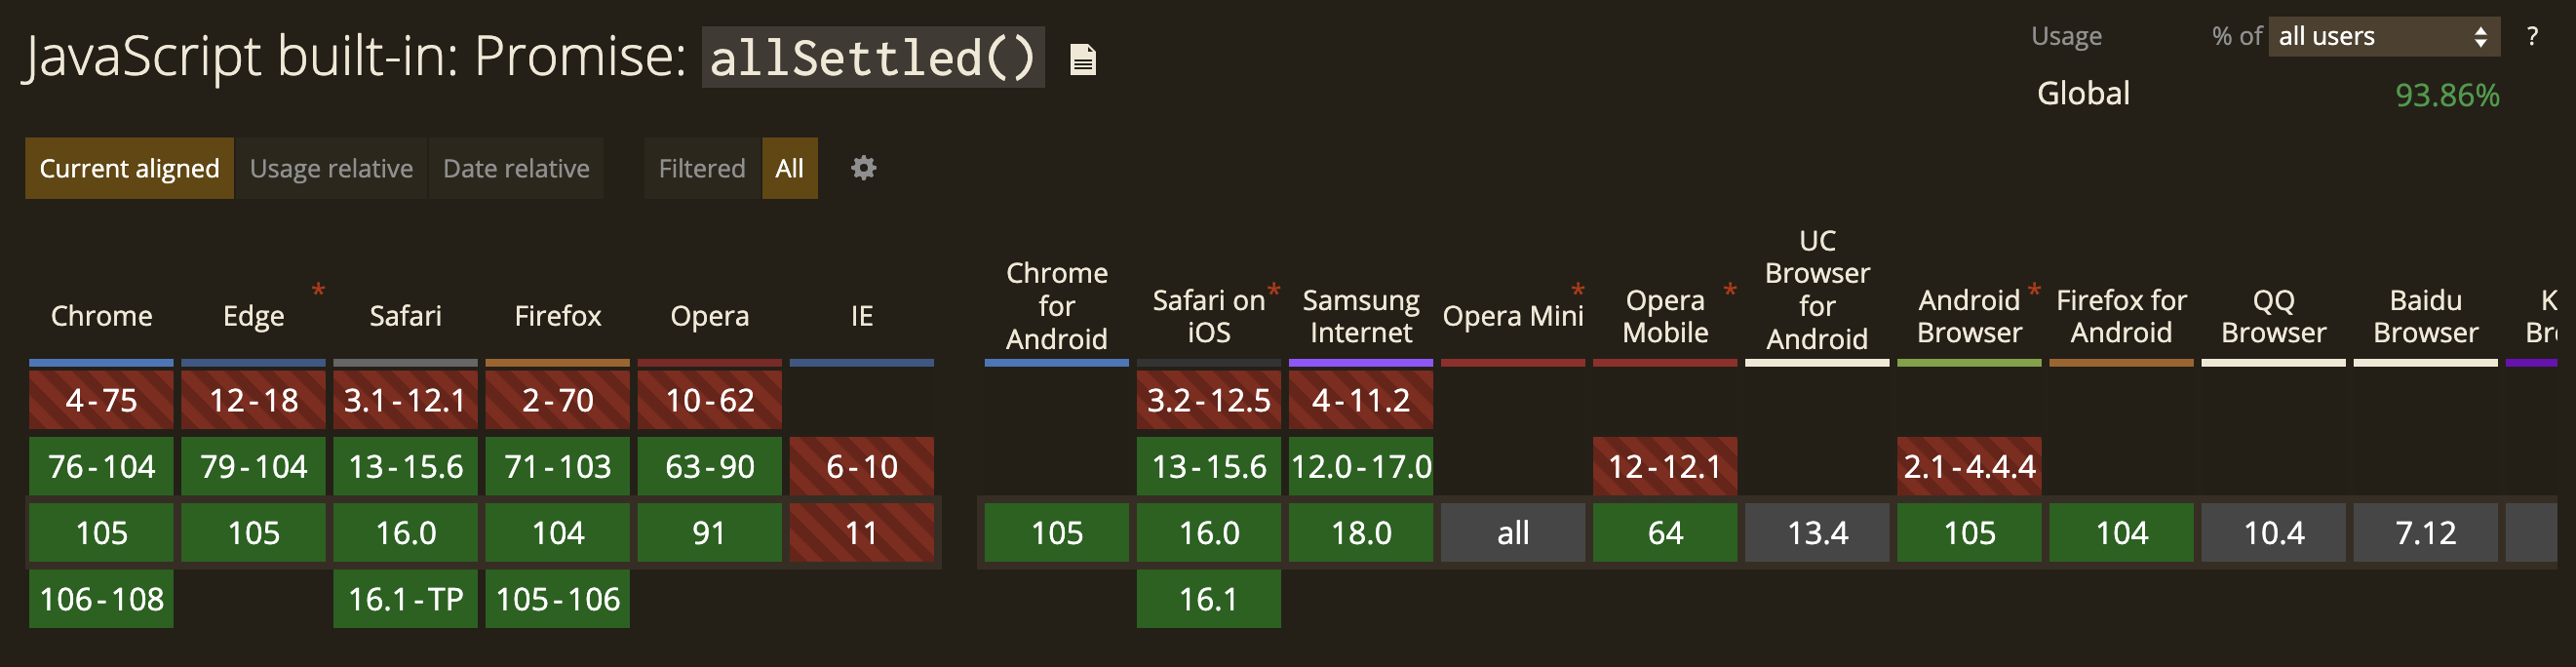 JavaScript built-in: Promise: allSettled()
Usage % of all users ?
Global 93.86%
Current aligned Usage relative Date relative Filtered All
Chrome Edge * Safari Firefox Opera IE Chrome for Android Safari on iOS * Samsung Internet Opera Mini * Opera Mobile * UC Browser for Android Android Browser * Firefox for Android QQ Browser Baidu Browser
4-75 12-18 3.1-12.1 2-70 10-62 3.2-12.5 4-11.2
76-104 79-104 13-15.6 71-103 63-90 6-10 13-15.6 12.0-17.0 12-12.1 2.1-4.4.4
105 105 16.0 104 91 11 105 16.0 18.0 all 64 13.4 105 104 10.4 7.12
106-108 16.1-TP 105-106 16.1